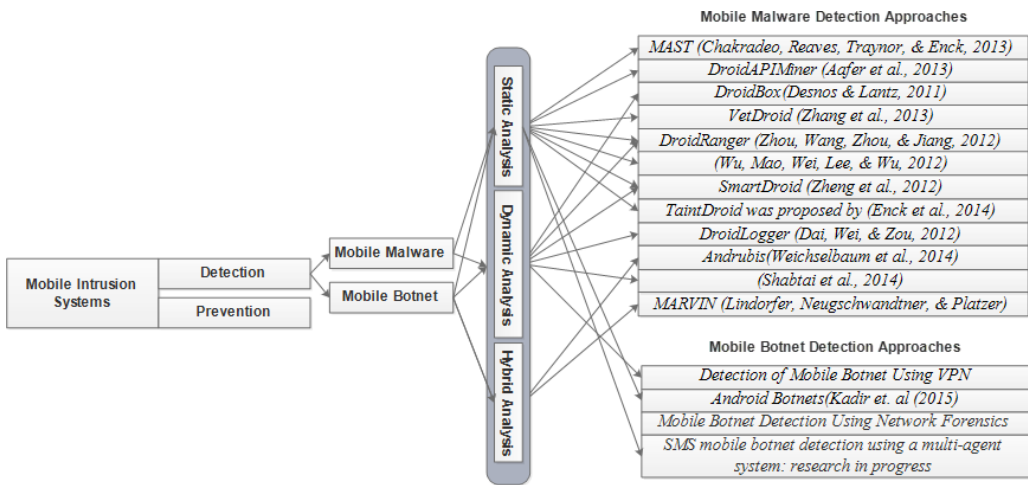 Mobile Intrusion
Systems
Detection
Prevention
Mobile Malware
Mobile Botnet
Static Analysis
Dynamic Analysis
Hybrid Analysis
Mobile Malware Detection Approaches
MAST (Chakradeo, Reaves, Traynor, & Enck, 2013)
DroidAPIMiner (Aafer et al., 2013)
DroidBox(Desnos & Lantz, 2011)
VetDroid (Zhang et al., 2013)
DroidRanger (Zhou, Wang, Zhou, & Jiang, 2012)
(Wu, Mao, Wei, Lee, & Wu, 2012)
SmartDroid (Zheng et al., 2012)
TaintDroid was proposed by (Enck et al., 2014)
DroidLogger (Dai, Wei, & Zou, 2012)
Andrubis(Weichselbaum et al., 2014)
(Shabtai et al., 2014)
MARVIN (Lindorfer, Neugschwandtner, & Platzer)
Mobile Botnet Detection Approaches
Detection of Mobile Botnet Using VPN
Android Botnets(Kadir et. al (2015)
Mobile Botnet Detection Using Network Forensics
SMS mobile botnet detection using a multi-agent
system: research in progress